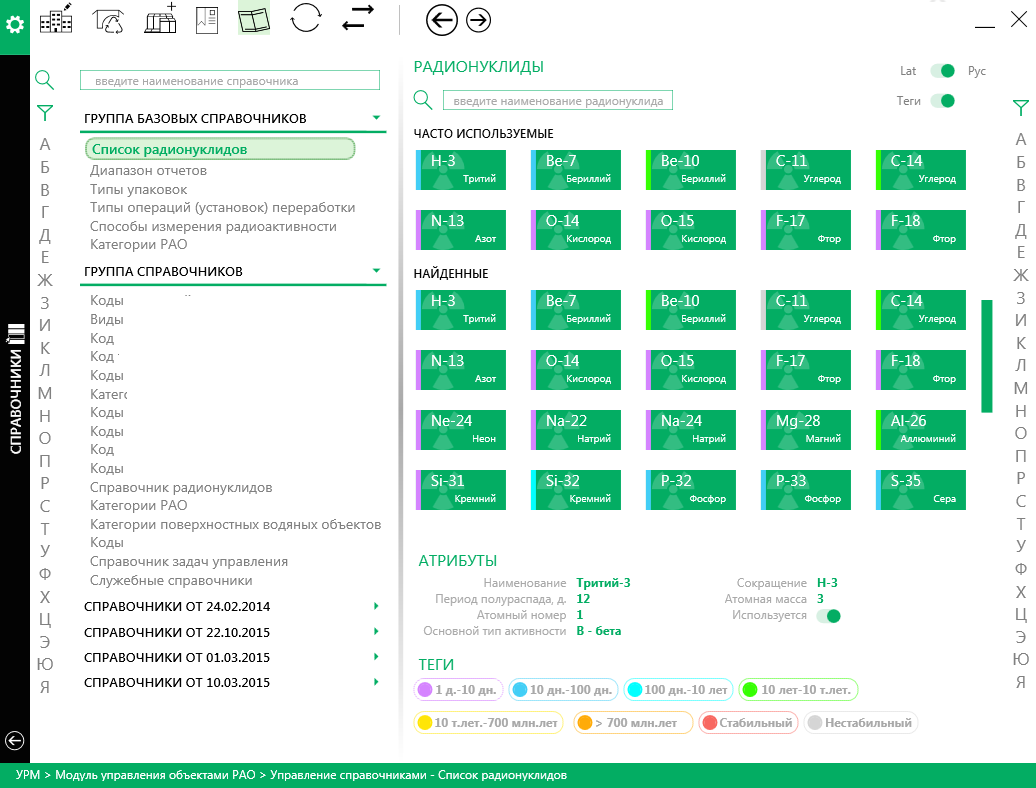 СПРАВОЧНИКИ
введите наименование справочника
ГРУППА БАЗОВЫХ СПРАВОЧНИКОВ
Список радионуклидов
Диапазон отчетов
Типы упаковок
Типы операций (установок) переработки
Способы измерения радиоактивности
Категории РАО
ГРУППА СПРАВОЧНИКОВ
Коды
Виды
Код
Код
Коды
Катего
Коды
Коды
Код
Коды
Справочник радионуклидов
Категории РАО
Категории поверхностных водяных объектов
Коды
Справочник задач управления
Служебные справочники
СПРАВОЧНИКИ ОТ 24.02.2014
СПРАВОЧНИКИ ОТ 22.10.2015
СПРАВОЧНИКИ ОТ 01.03.2015
СПРАВОЧНИКИ ОТ 10.03.2015
А
Б
В
Г
Д
Е
Ж
З
И
К
Л
М
Н
О
П
Р
С
Т
У
Ф
Х
Ц
Э
Ю
Я
РАДИОНУКЛИДЫ
Lat Рус
Теги
введите наименование радионуклида
ЧАСТО ИСПОЛЬЗУЕМЫЕ
H-3 Be-7 Be-10 C-11 C-14
Тритий Бериллий Бериллий Углерод Углерод
N-13 O-14 O-15 F-17 F-18
Азот Кислород Кислород Фтор Фтор
НАЙДЕННЫЕ
H-3 Be-7 Be-10 C-11 C-14
Тритий Бериллий Бериллий Углерод Углерод
N-13 O-14 O-15 F-17 F-18
Азот Кислород Кислород Фтор Фтор
Ne-24 Na-22 Na-24 Mg-28 Al-26
Неон Натрий Натрий Магний Аллюминий
Si-31 Si-32 P-32 P-33 S-35
Кремний Кремний Фосфор Фосфор Сера
АТРИБУТЫ
Наименование Тритий-3 Сокращение H-3
Период полураспада, д. 12 Атомная масса 3
Атомный номер 1 Используется
Основной тип активности В - бета
ТЕГИ
1 д.-10 дн. 10 дн.-100 дн. 100 дн.-10 лет 10 лет-10 т.лет.
10 т.лет.-700 млн.лет > 700 млн.лет Стабильный Нестабильный
А
Б
В
Г
Д
Е
Ж
З
И
К
Л
М
Н
О
П
Р
С
Т
У
Ф
Х
Ц
Э
Ю
Я
УРМ > Модуль управления объектами РАО > Управление справочниками - Список радионуклидов